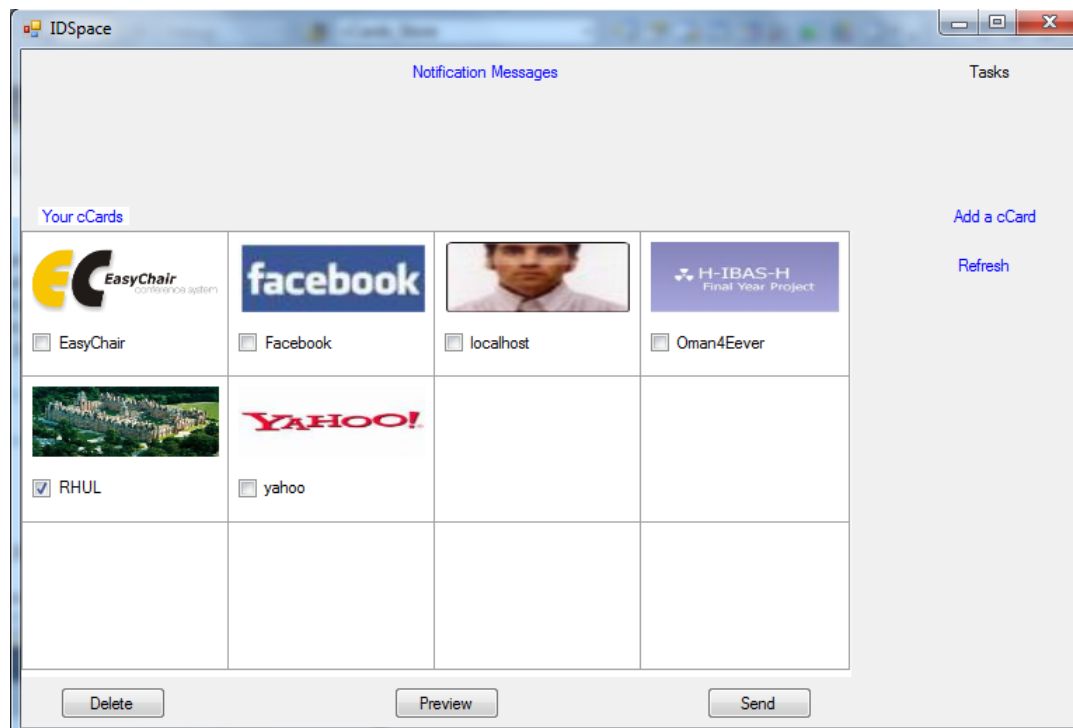 IDSpace
Notification Messages
Tasks
Your cCards
Add a cCard
Refresh
EC EasyChair
conference system
facebook
H-IBAS-H
Final Year Project
EasyChair
Facebook
localhost
Oman4Eever
YAHOO!
RHUL
yahoo
Delete
Preview
Send